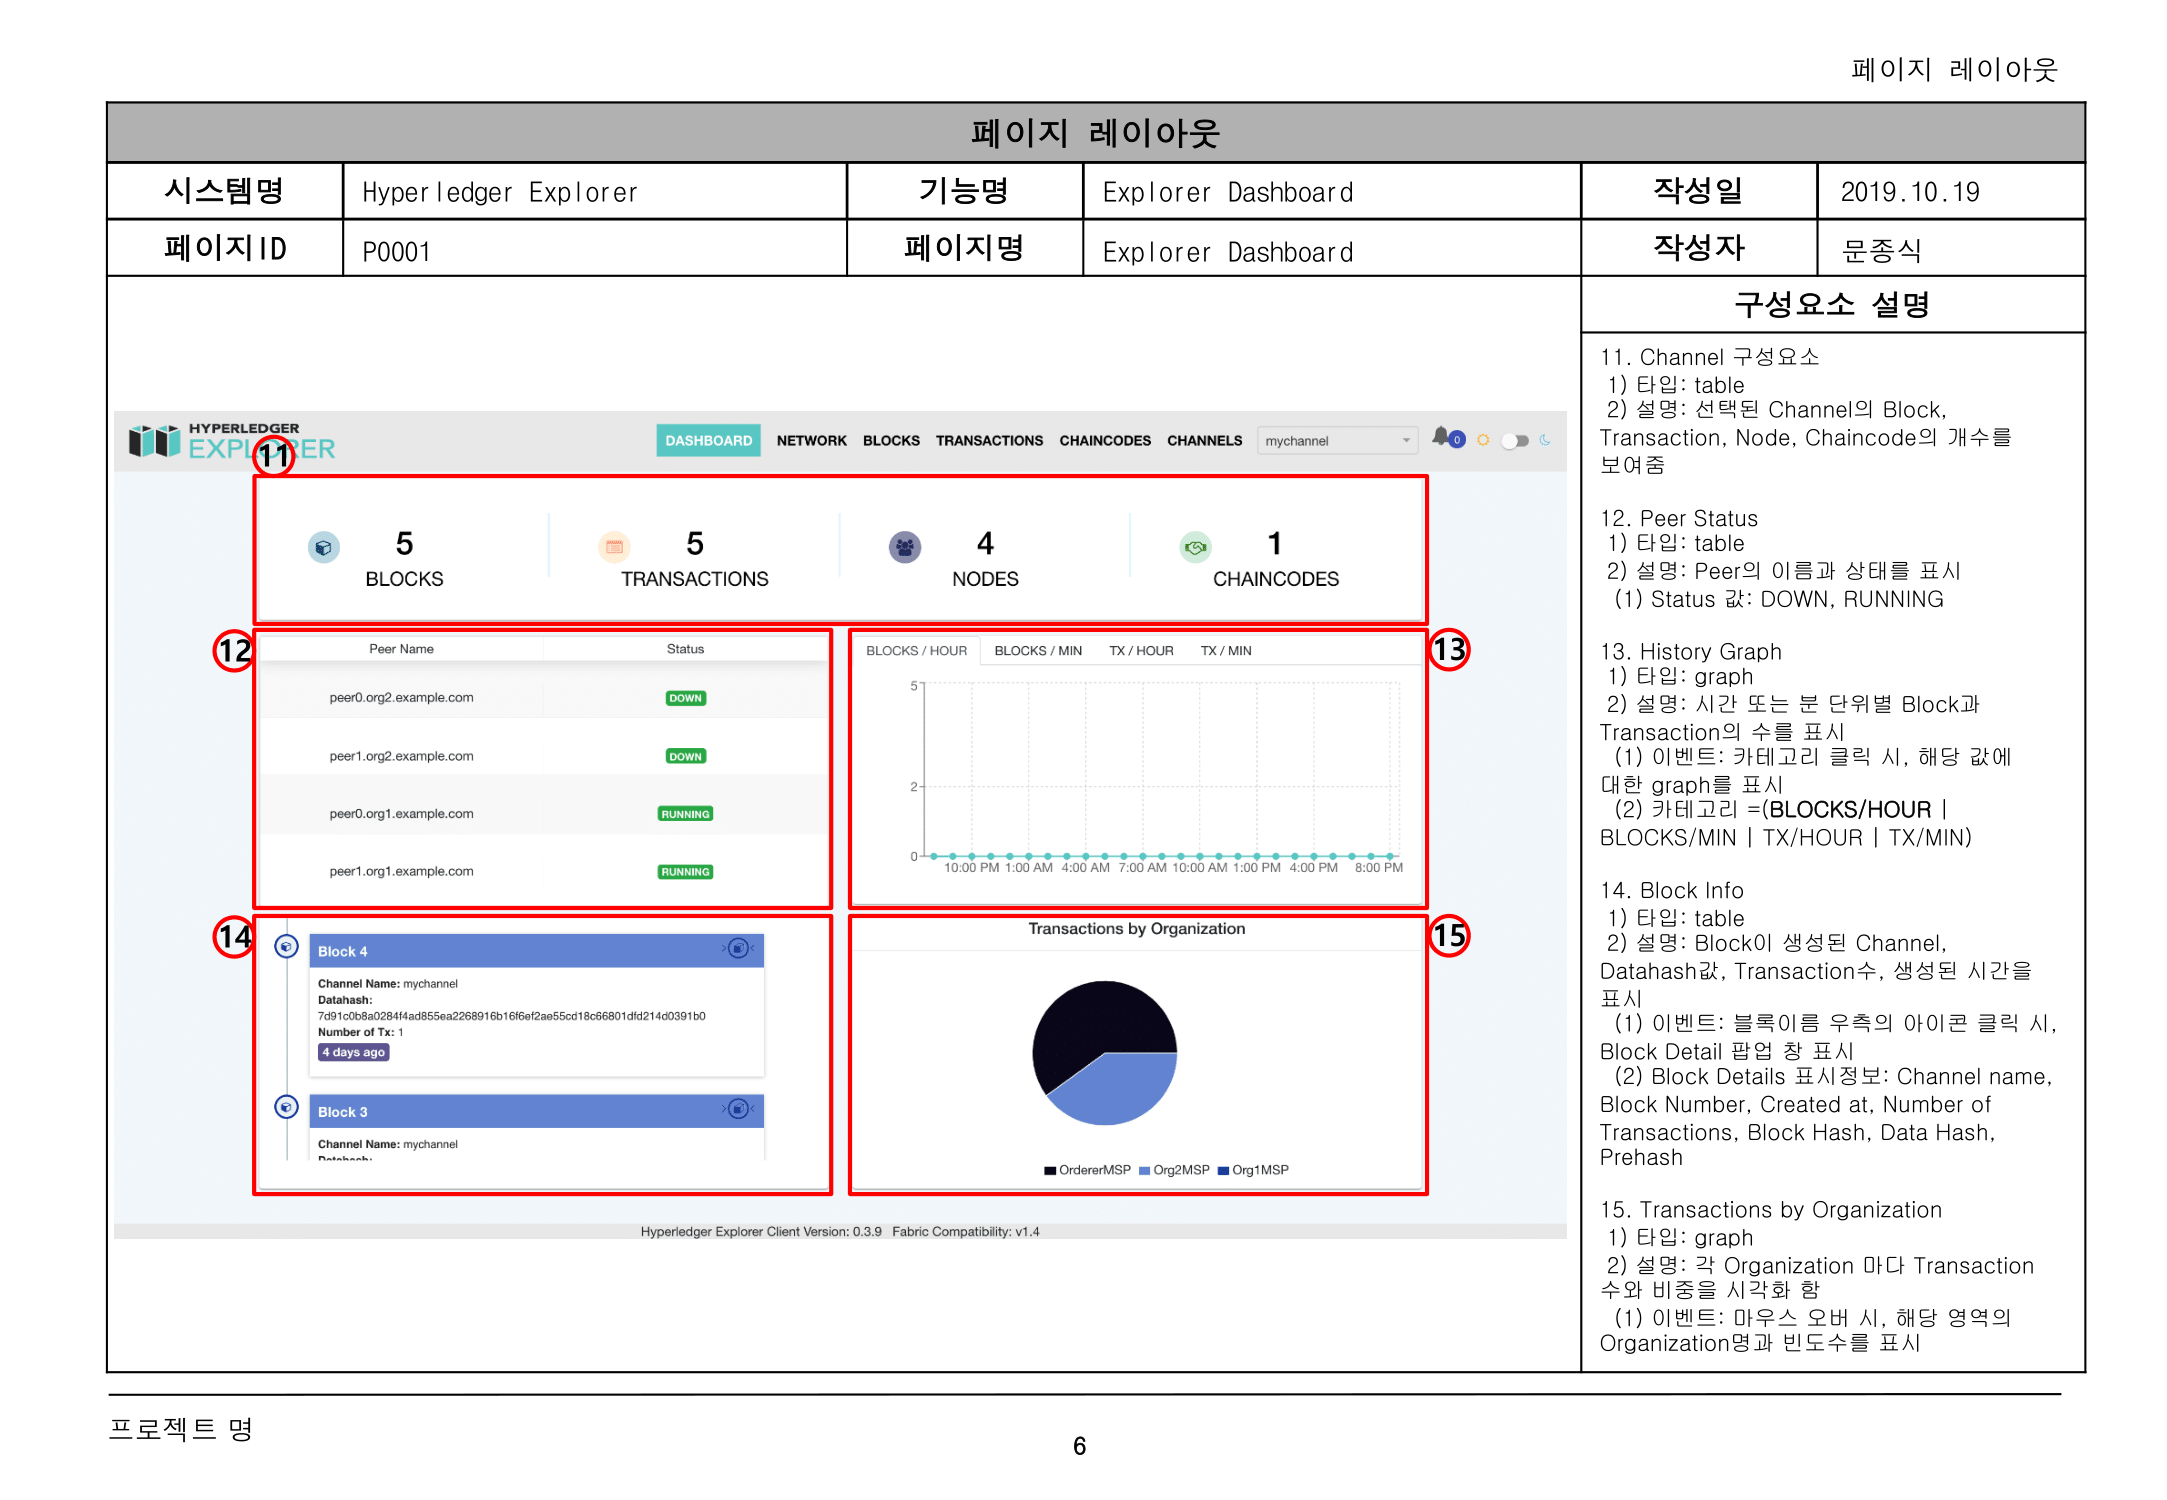 페이지 레이아웃
페이지 레이아웃
시스템명 Hyperledger Explorer 기능명 Explorer Dashboard 작성일 2019.10.19
페이지ID P0001 페이지명 Explorer Dashboard 작성자 문종식
HYPERLEDGER
EXPLORER
DASHBOARD NETWORK BLOCKS TRANSACTIONS CHAINCODES CHANNELS mychannel 0
11
5 5 4 1
BLOCKS TRANSACTIONS NODES CHAINCODES
12
Peer Name Status
peer0.org2.example.com DOWN
peer1.org2.example.com DOWN
peer0.org1.example.com RUNNING
peer1.org1.example.com RUNNING
13
BLOCKS / HOUR BLOCKS / MIN TX / HOUR TX / MIN
5
2
0
10:00 PM 1:00 AM 4:00 AM 7:00 AM 10:00 AM 1:00 PM 4:00 PM 8:00 PM
14
Block 4
Channel Name: mychannel
Datahash:
7d91c0b8a0284f4ad855ea2268916b16f6ef2ae55cd18c66801dfd214d0391b0
Number of Tx: 1
4 days ago
Block 3
Channel Name: mychannel
Datahash:
15
Transactions by Organization
OrdererMSP Org2MSP Org1MSP
Hyperledger Explorer Client Version: 0.3.9 Fabric Compatibility: v1.4
구성요소 설명
11. Channel 구성요소
1) 타입: table
2) 설명: 선택된 Channel의 Block,
Transaction, Node, Chaincode의 개수를
보여줌
12. Peer Status
1) 타입: table
2) 설명: Peer의 이름과 상태를 표시
(1) Status 값: DOWN, RUNNING
13. History Graph
1) 타입: graph
2) 설명: 시간 또는 분 단위별 Block과
Transaction의 수를 표시
(1) 이벤트: 카테고리 클릭 시, 해당 값에
대한 graph를 표시
(2) 카테고리 =(BLOCKS/HOUR |
BLOCKS/MIN | TX/HOUR | TX/MIN)
14. Block Info
1) 타입: table
2) 설명: Block이 생성된 Channel,
Datahash값, Transaction수, 생성된 시간을
표시
(1) 이벤트: 블록이름 우측의 아이콘 클릭 시,
Block Detail 팝업 창 표시
(2) Block Details 표시정보: Channel name,
Block Number, Created at, Number of
Transactions, Block Hash, Data Hash,
Prehash
15. Transactions by Organization
1) 타입: graph
2) 설명: 각 Organization 마다 Transaction
수와 비중을 시각화 함
(1) 이벤트: 마우스 오버 시, 해당 영역의
Organization명과 빈도수를 표시
프로젝트 명
6